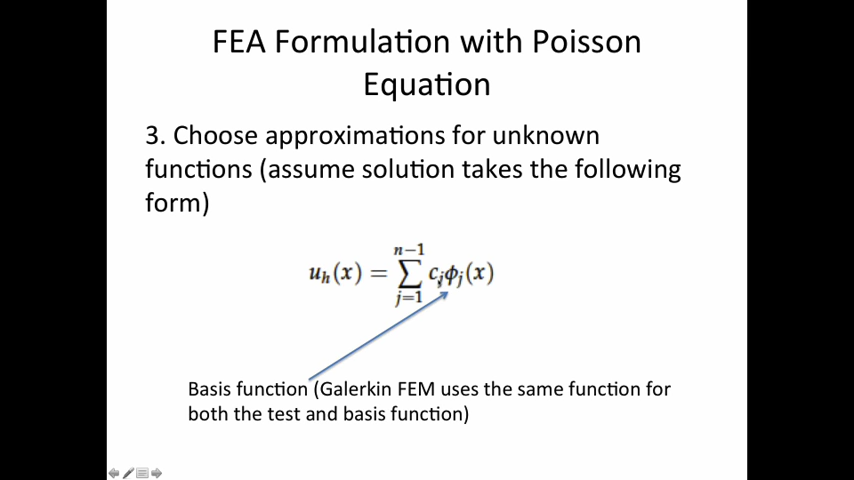 FEA Formulation with Poisson
Equation
3. Choose approximations for unknown
functions (assume solution takes the following
form)
u_h(x) = \sum_{j=1}^{n-1} c_j ϕ_j(x)
Basis function (Galerkin FEM uses the same function for
both the test and basis function)